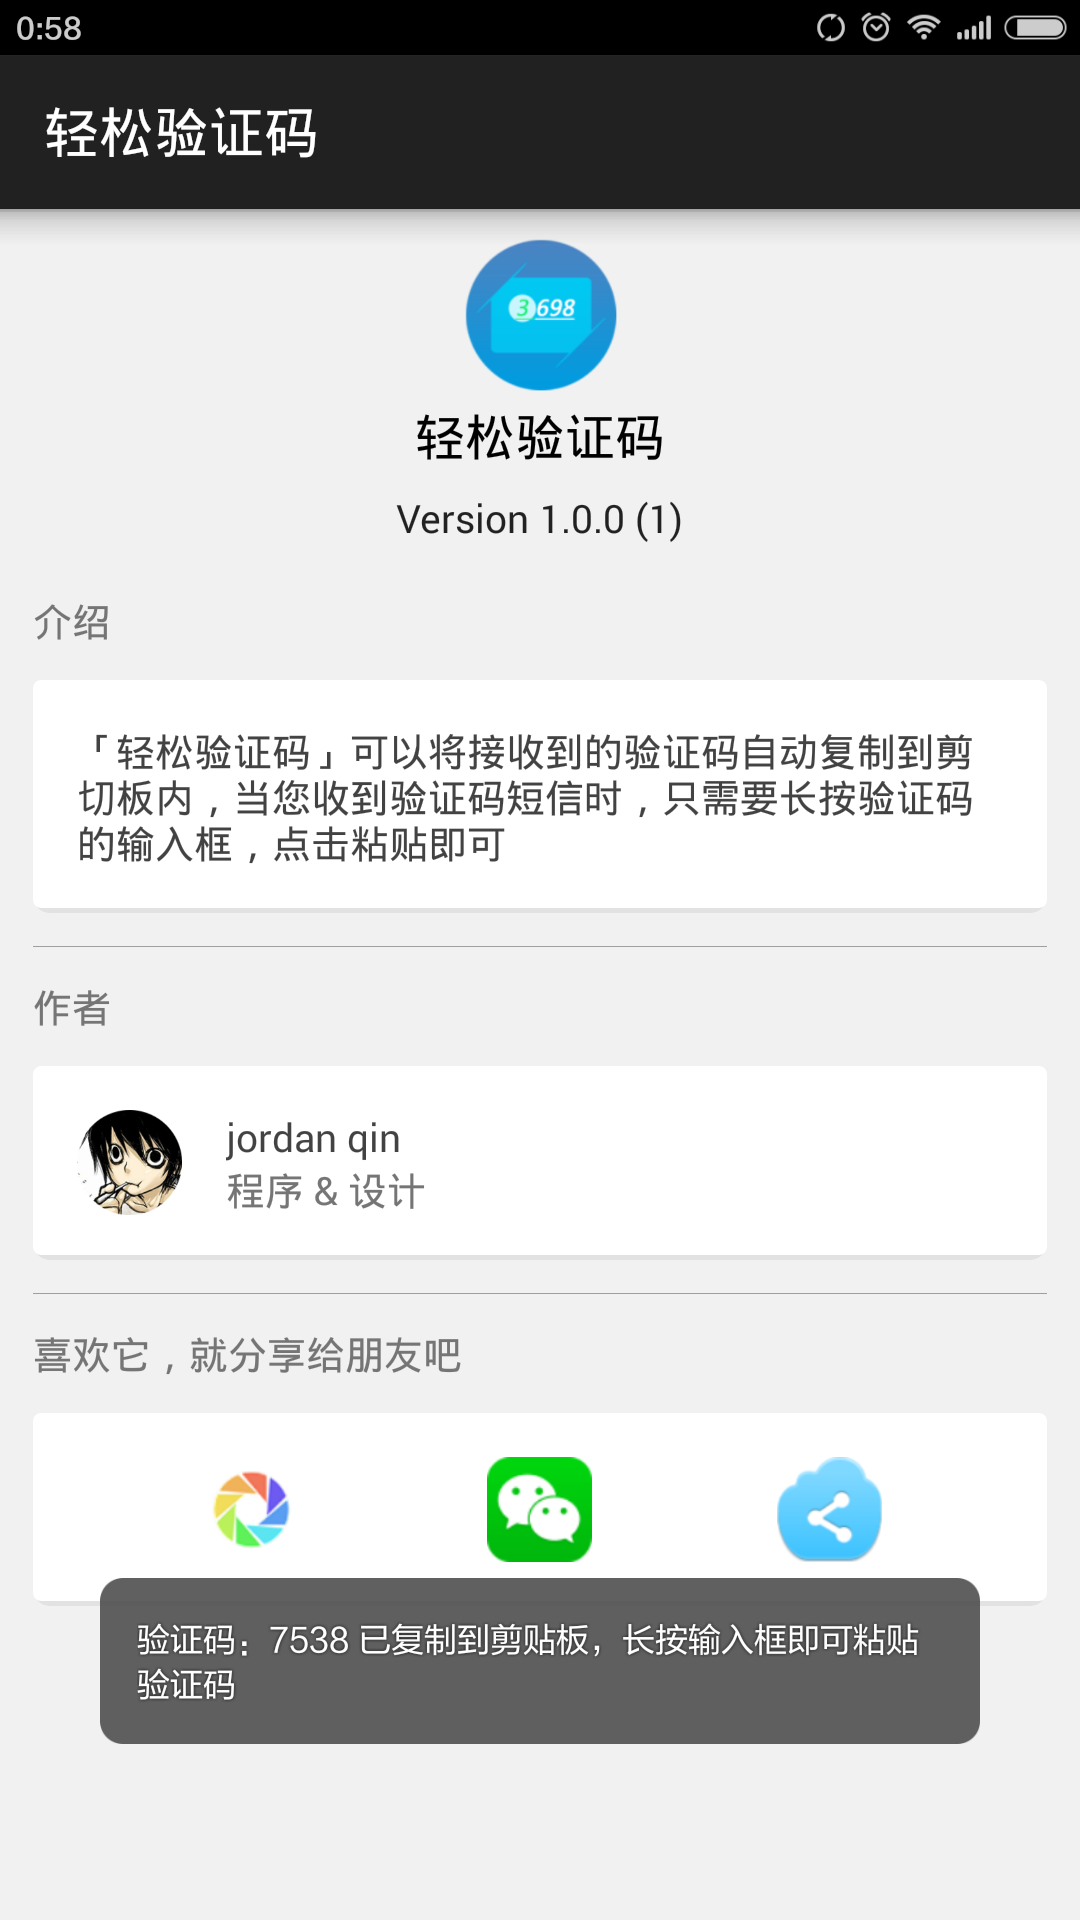 0:58
轻松验证码
3698
轻松验证码
Version 1.0.0 (1)
介绍
「轻松验证码」可以将接收到的验证码自动复制到剪
切板内，当您收到验证码短信时，只需要长按验证码
的输入框，点击粘贴即可
作者
jordan qin
程序 & 设计
喜欢它，就分享给朋友吧
验证码：7538 已复制到剪贴板，长按输入框即可粘贴
验证码